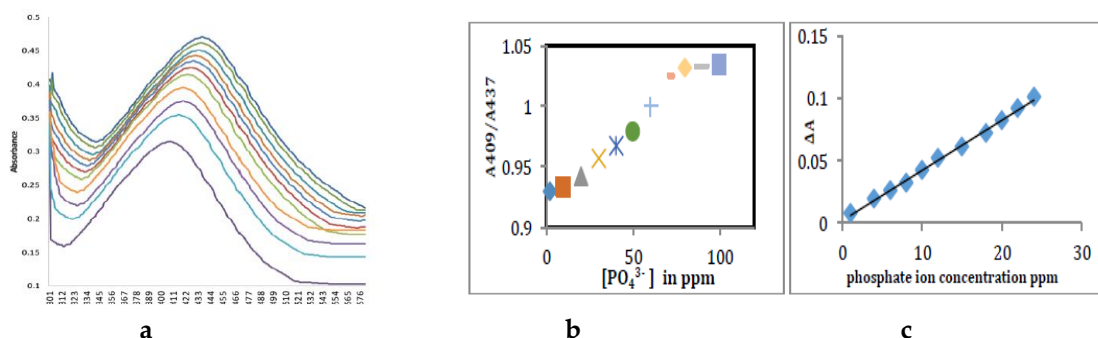 0.5
0.45
0.4
0.35
0.3
0.25
0.2
0.15
0.1
Absorbance
301 312 323 334 345 356 367 378 389 400 411 422 433 444 455 466 477 488 499 510 521 532 543 554 565 576
a
1.05
1
0.95
0.9
A409/A437
0 50 100
[PO₄³⁻] in ppm
b
0.15
0.1
0.05
0
ΔA
0 10 20 30
phosphate ion concentration ppm
c